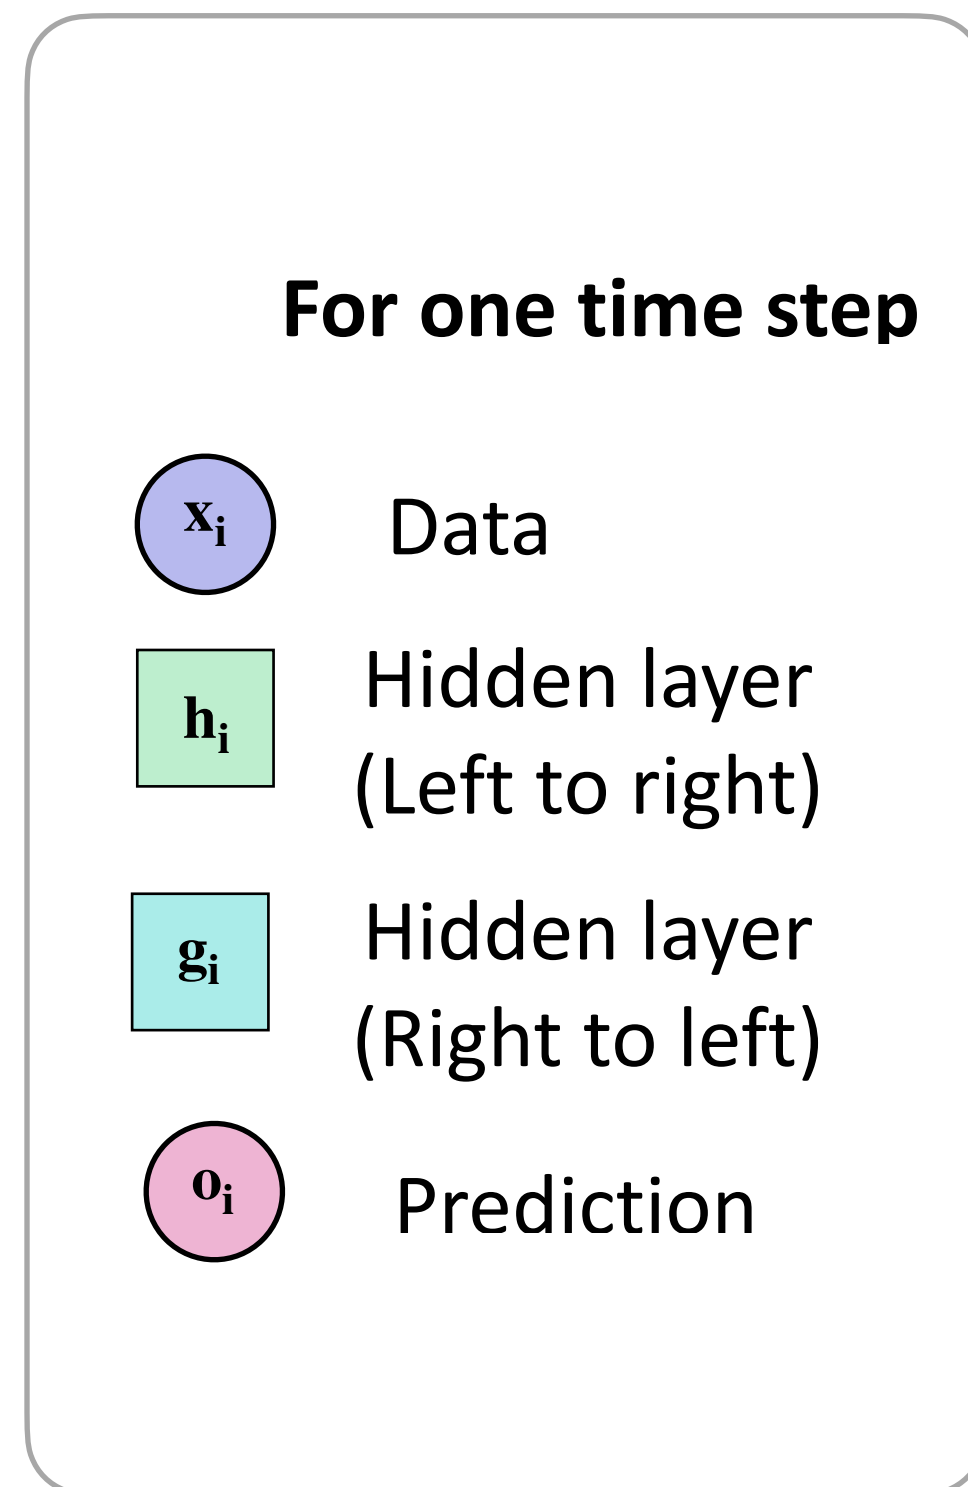 For one time step
xi Data
hi Hidden layer
(Left to right)
gi Hidden layer
(Right to left)
oi Prediction